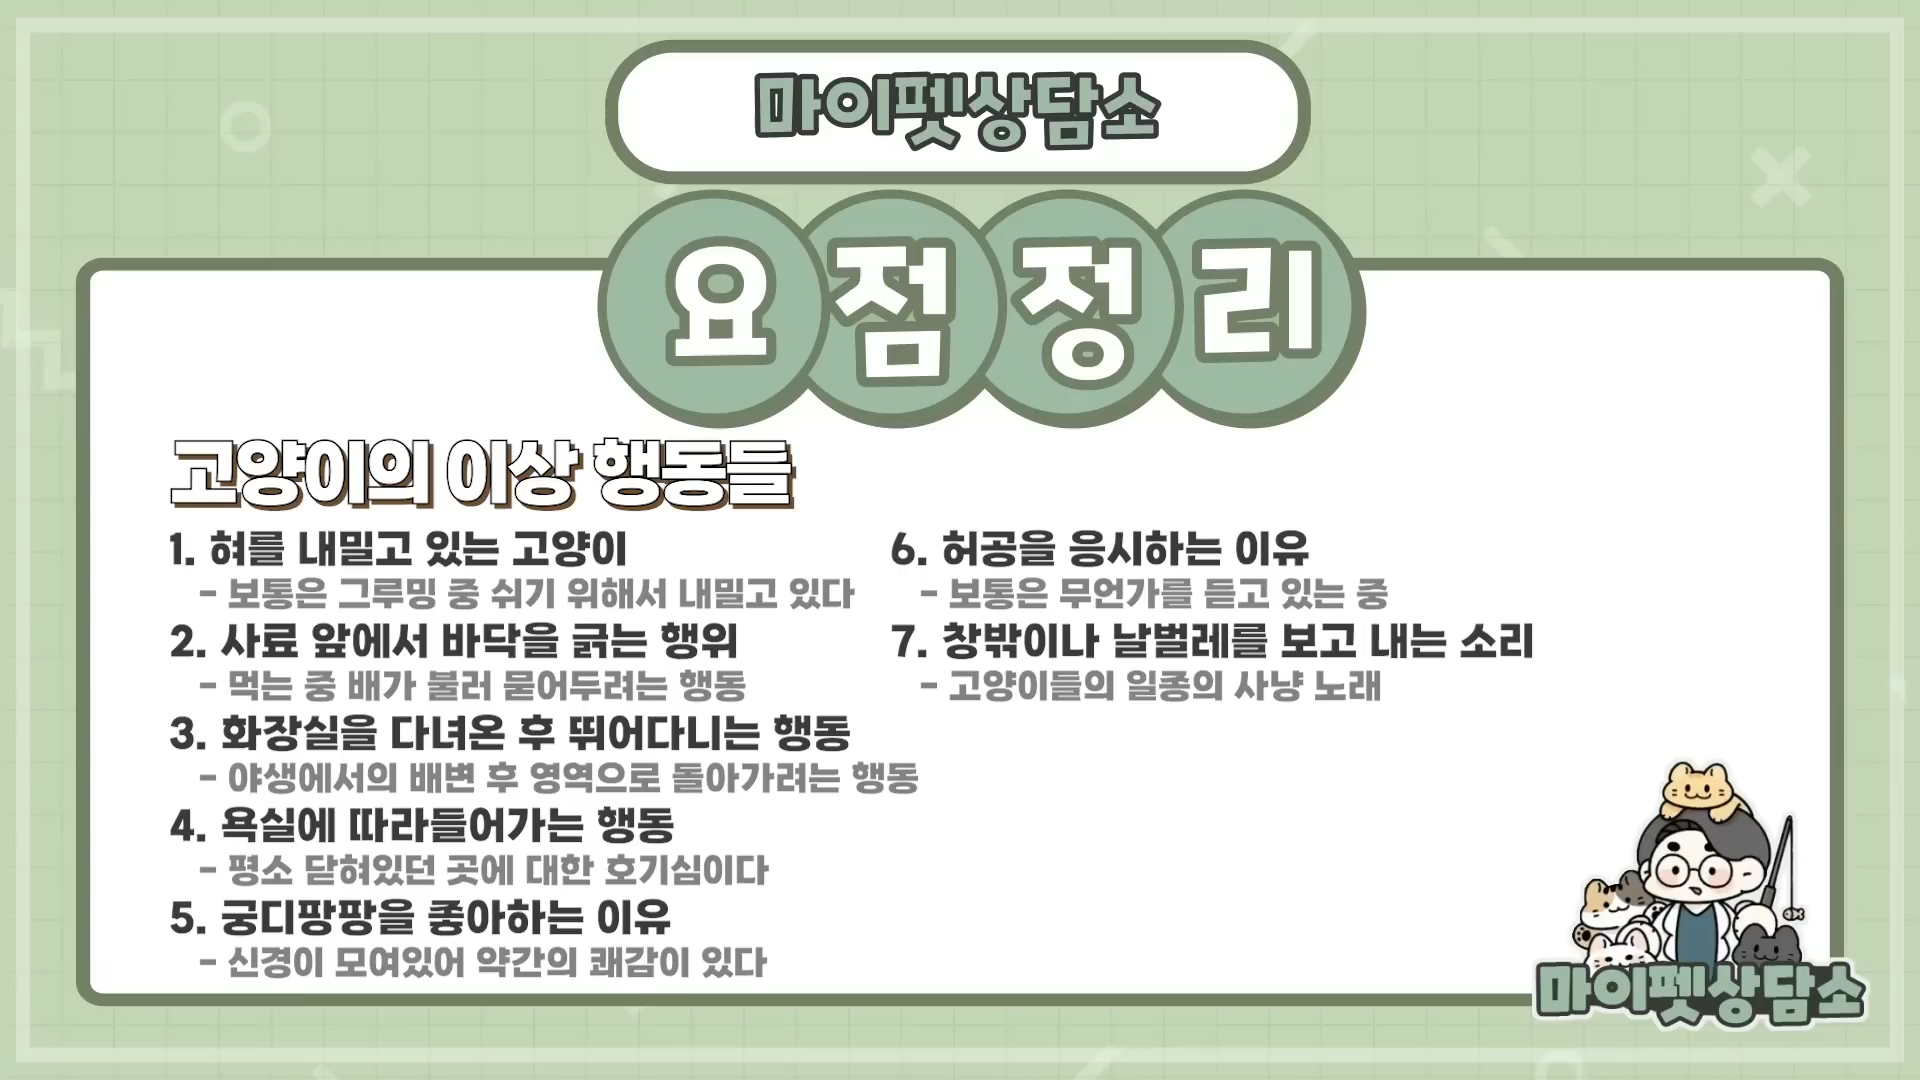 마이펫상담소
요점정리
고양이의 이상 행동들
1. 혀를 내밀고 있는 고양이
- 보통은 그루밍 중 쉬기 위해서 내밀고 있다
2. 사료 앞에서 바닥을 긁는 행위
- 먹는 중 배가 불러 묻어두려는 행동
3. 화장실을 다녀온 후 뛰어다니는 행동
- 야생에서의 배변 후 영역으로 돌아가려는 행동
4. 욕실에 따라들어가는 행동
- 평소 닫혀있던 곳에 대한 호기심이다
5. 궁디팡팡을 좋아하는 이유
- 신경이 모여있어 약간의 쾌감이 있다
6. 허공을 응시하는 이유
- 보통은 무언가를 듣고 있는 중
7. 창밖이나 날벌레를 보고 내는 소리
- 고양이들의 일종의 사냥 노래
마이펫상담소